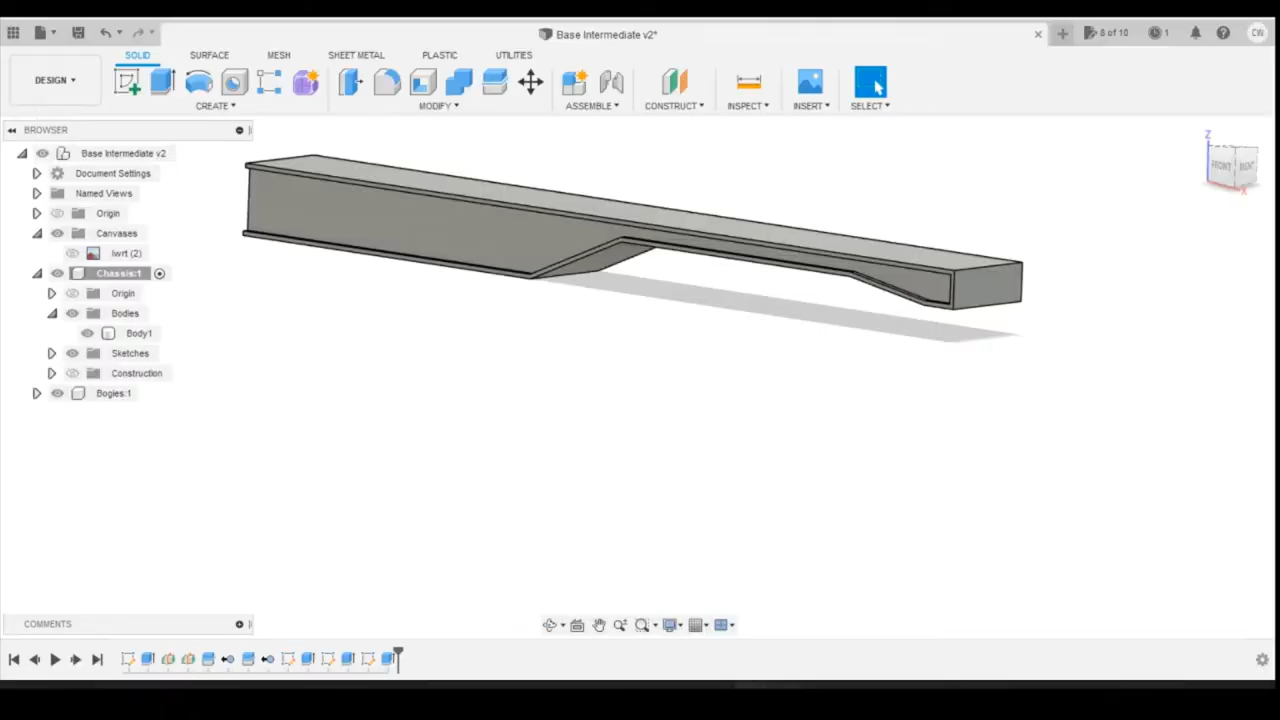 Base Intermediate v2*
8 of 10
1
CW
DESIGN
SOLID
SURFACE
MESH
SHEET METAL
PLASTIC
UTILITIES
CREATE
MODIFY
ASSEMBLE
CONSTRUCT
INSPECT
INSERT
SELECT
BROWSER
Base Intermediate v2
Document Settings
Named Views
Origin
Canvases
lwrt (2)
Chassis:1
Origin
Bodies
Body1
Sketches
Construction
Bogies:1
Z
FRONT
X
COMMENTS